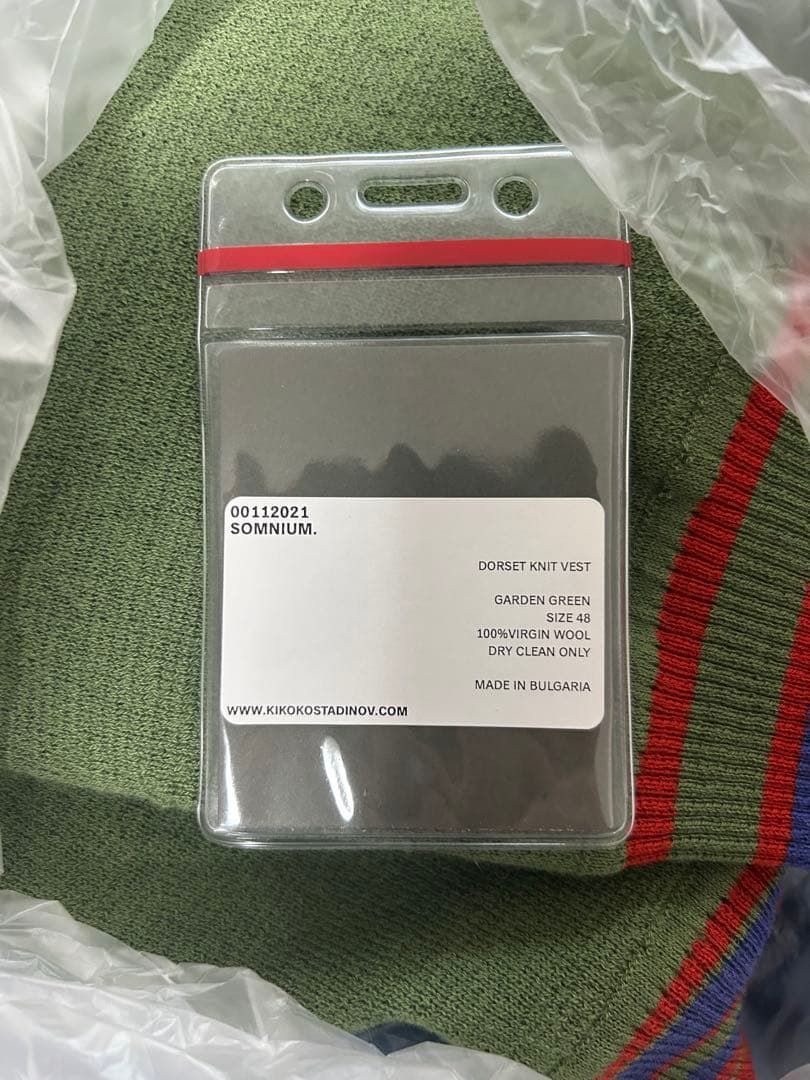 00112021
SOMNIUM.
DORSET KNIT VEST
GARDEN GREEN
SIZE 48
100%VIRGIN WOOL
DRY CLEAN ONLY
MADE IN BULGARIA
WWW.KIKOKOSTADINOV.COM